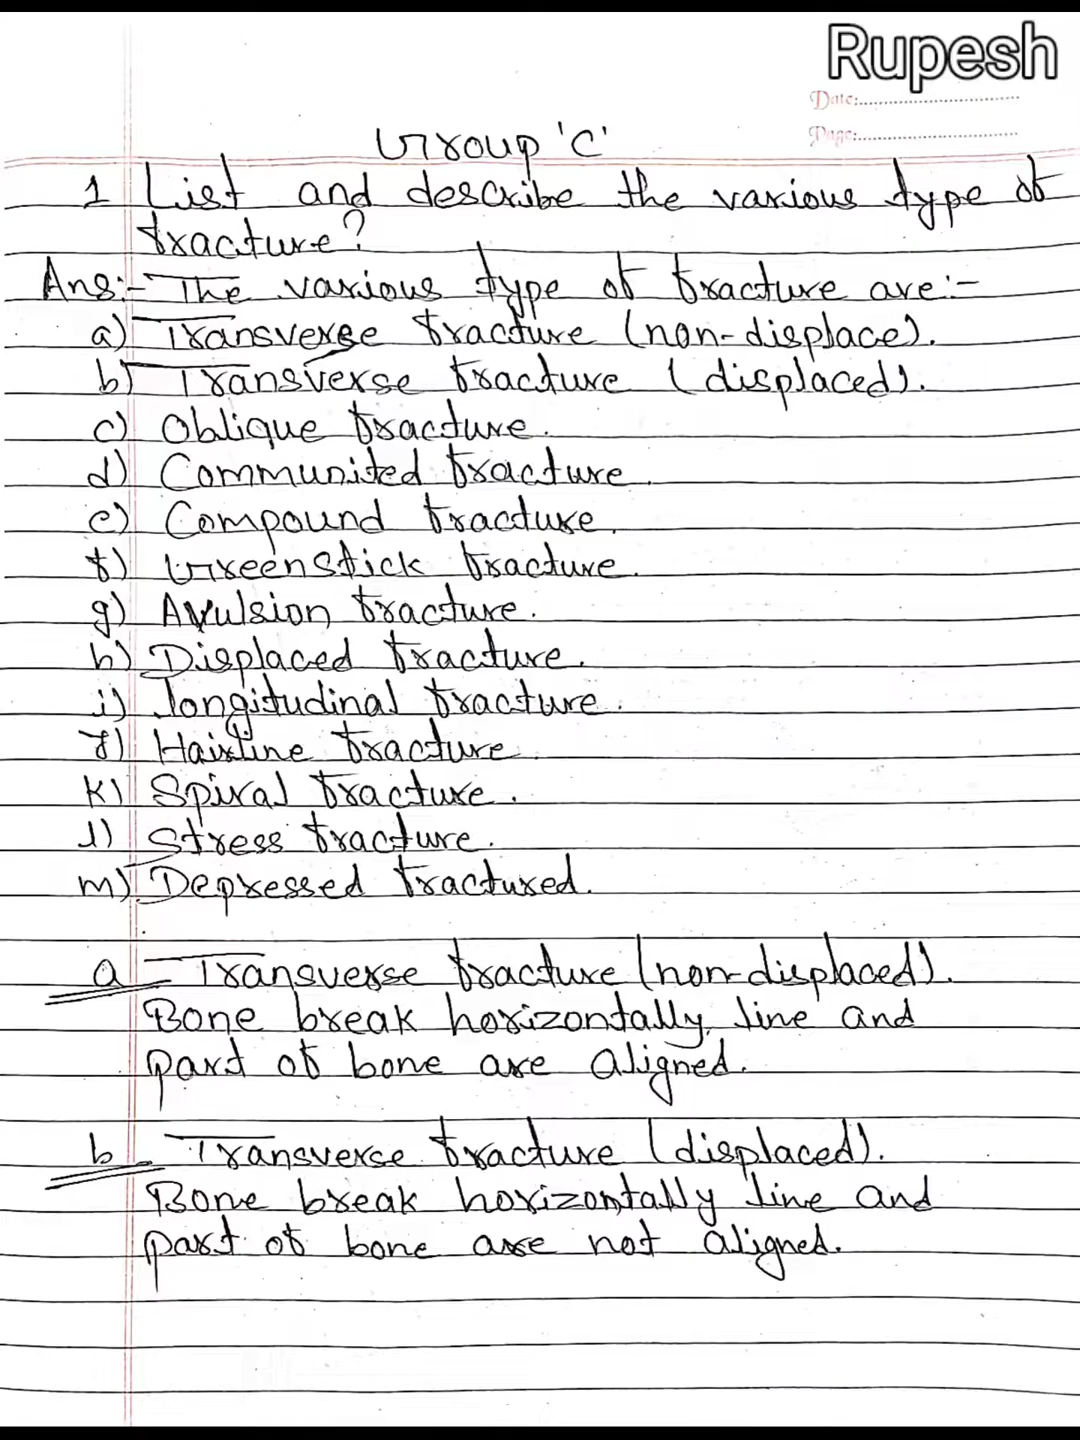 Rupesh
Date:
Page:
Group 'C'
1 List and describe the various type of
fracture?
Ans:- The various type of fracture are:-
a) Transverse fracture (non-displace).
b) Transverse fracture (displaced).
c) Oblique fracture.
d) Communited fracture.
e) Compound fracture.
f) Greenstick fracture.
g) Avulsion fracture.
h) Displaced fracture.
i) longitudinal fracture.
j) Hairline fracture.
k) Spiral fracture.
l) Stress fracture.
m) Depressed fractured.
a - Transverse fracture (non-displaced).
Bone break horizontally line and
part of bone are aligned.
b - Transverse fracture (displaced).
Bone break horizontally line and
part of bone are not aligned.